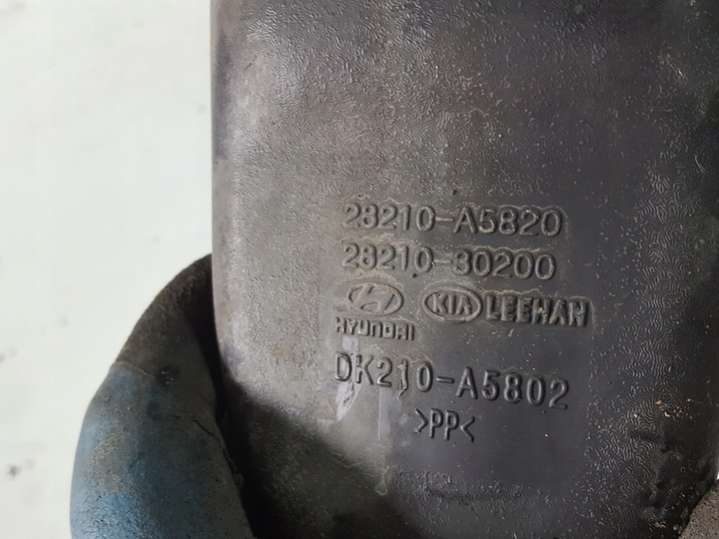 28210-A5820
28210-30200
KIA LEEHAN
HYUNDAI
DK210-A5802
>PP<